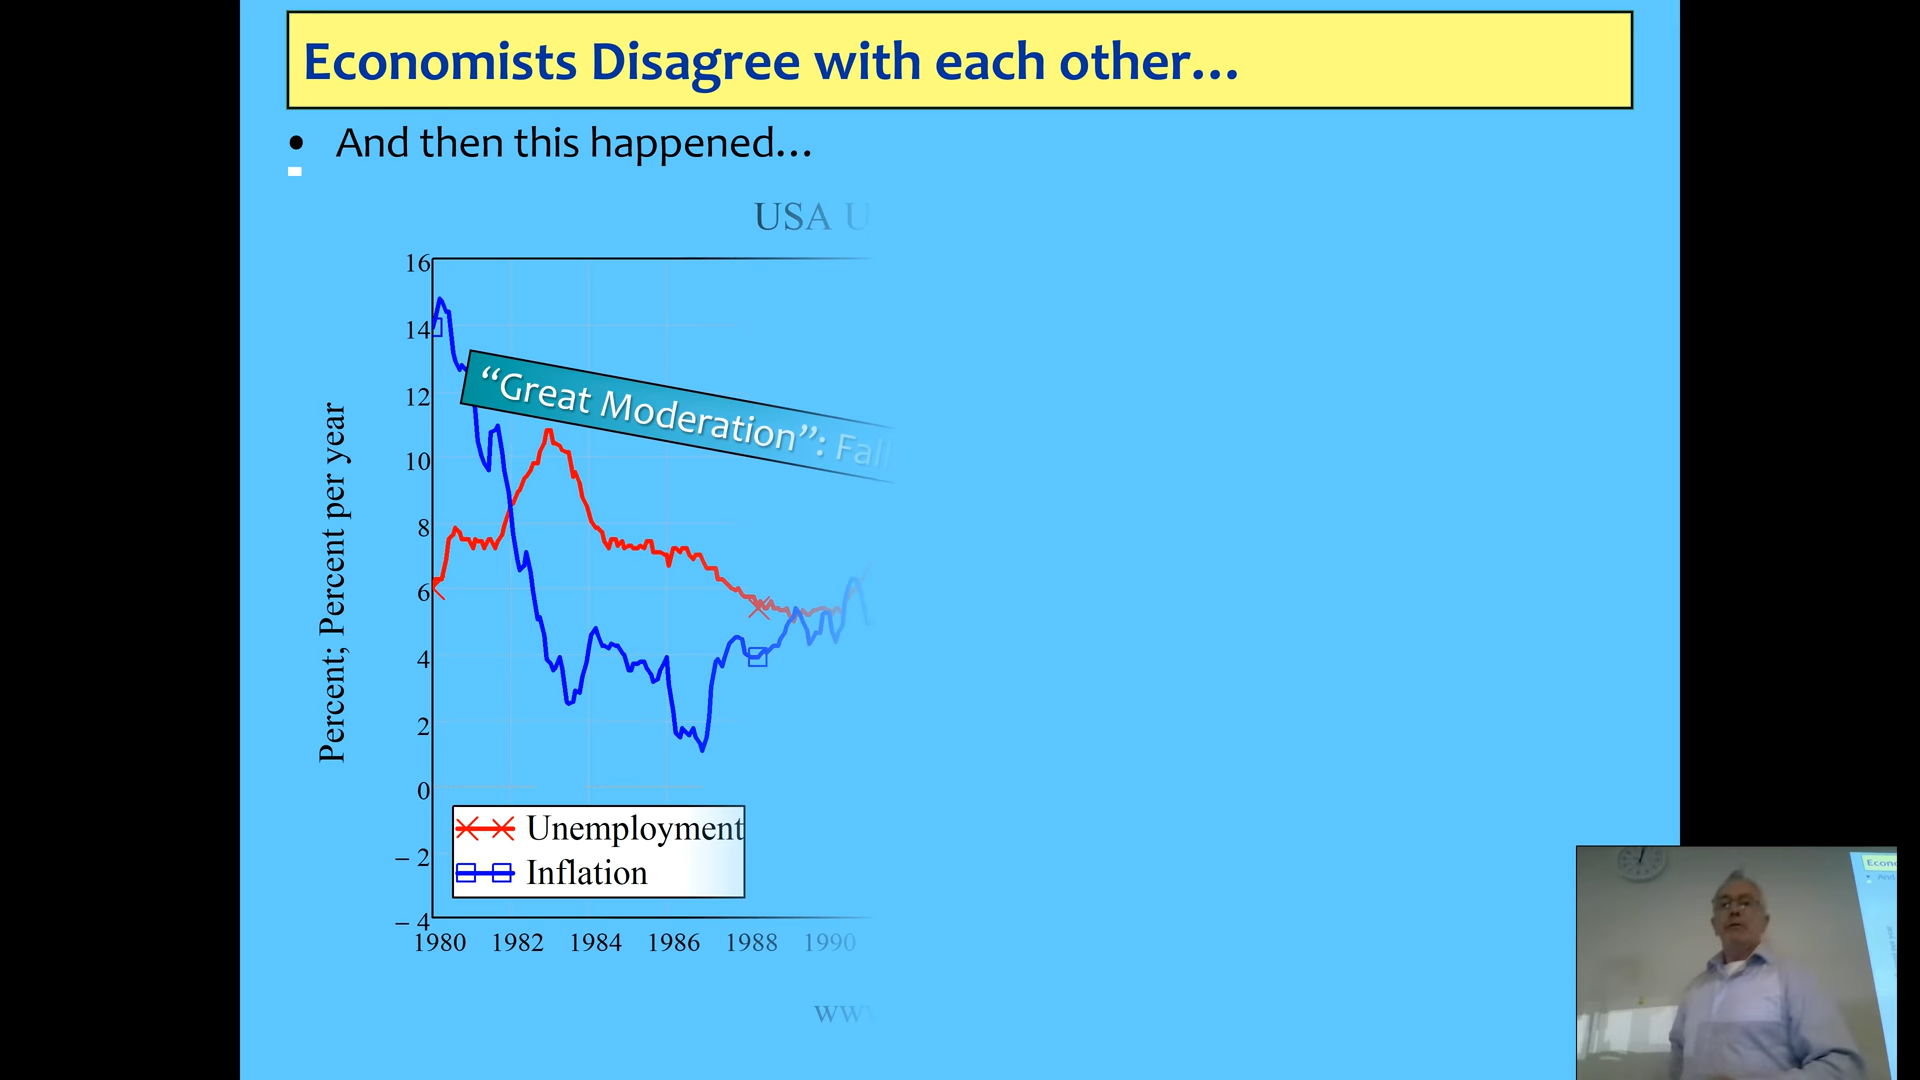 Economists Disagree with each other...
• And then this happened...
USA U
16
14
12
10
8
6
4
2
0
– 2
– 4
Percent; Percent per year
“Great Moderation”: Fall
Unemployment
Inflation
1980 1982 1984 1986 1988 1990
www